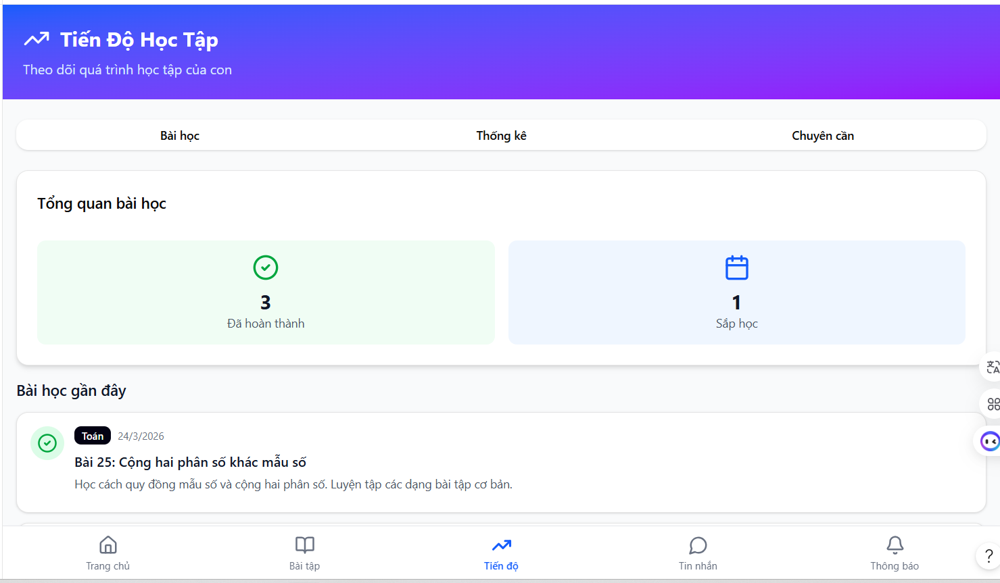 Tiến Độ Học Tập
Theo dõi quá trình học tập của con
Bài học Thống kê Chuyên cần
Tổng quan bài học
3 1
Đã hoàn thành Sắp học
Bài học gần đây
Toán 24/3/2026
Bài 25: Cộng hai phân số khác mẫu số
Học cách quy đồng mẫu số và cộng hai phân số. Luyện tập các dạng bài tập cơ bản.
Trang chủ Bài tập Tiến độ Tin nhắn Thông báo
?